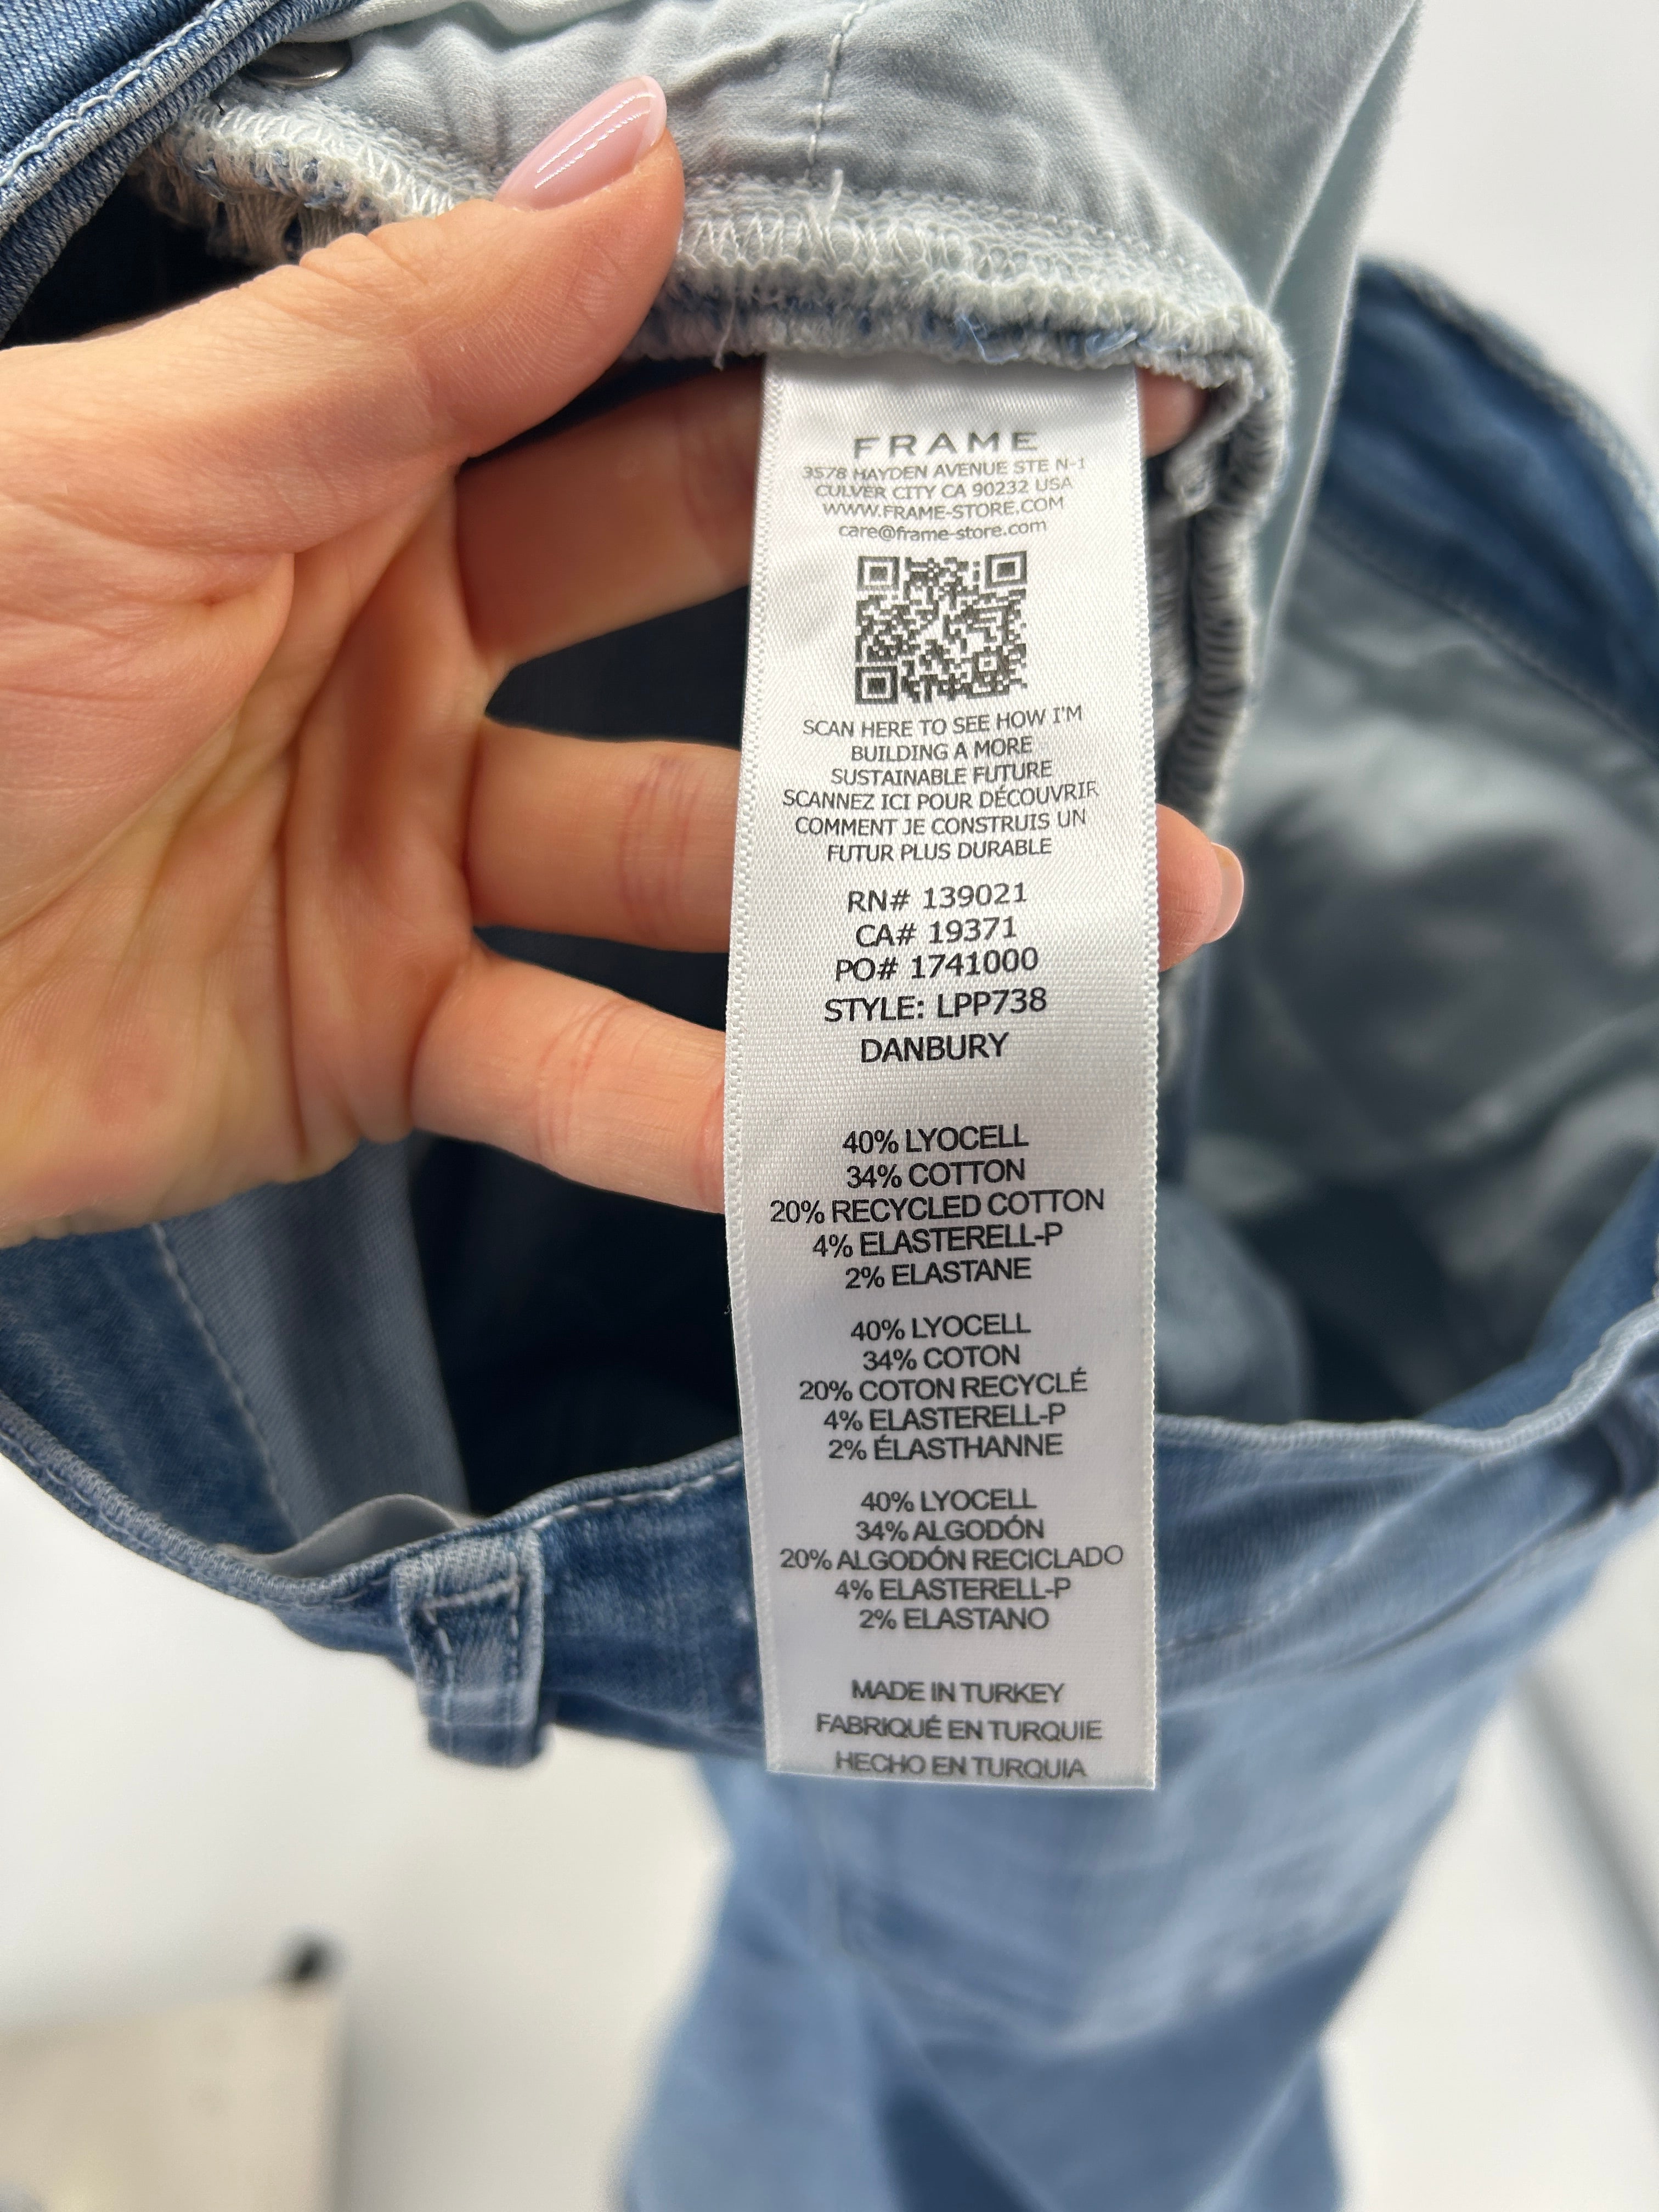 FRAME
3578 HAYDEN AVENUE STE N-1
CULVER CITY CA 90232 USA
WWW.FRAME-STORE.COM
care@frame-store.com
SCAN HERE TO SEE HOW I'M
BUILDING A MORE
SUSTAINABLE FUTURE
SCANNEZ ICI POUR DÉCOUVRIR
COMMENT JE CONSTRUIS UN
FUTUR PLUS DURABLE
RN# 139021
CA# 19371
PO# 1741000
STYLE: LPP738
DANBURY
40% LYOCELL
34% COTTON
20% RECYCLED COTTON
4% ELASTERELL-P
2% ELASTANE
40% LYOCELL
34% COTON
20% COTON RECYCLÉ
4% ELASTERELL-P
2% ÉLASTHANNE
40% LYOCELL
34% ALGODÓN
20% ALGODÓN RECICLADO
4% ELASTERELL-P
2% ELASTANO
MADE IN TURKEY
FABRIQUÉ EN TURQUIE
HECHO EN TURQUIA